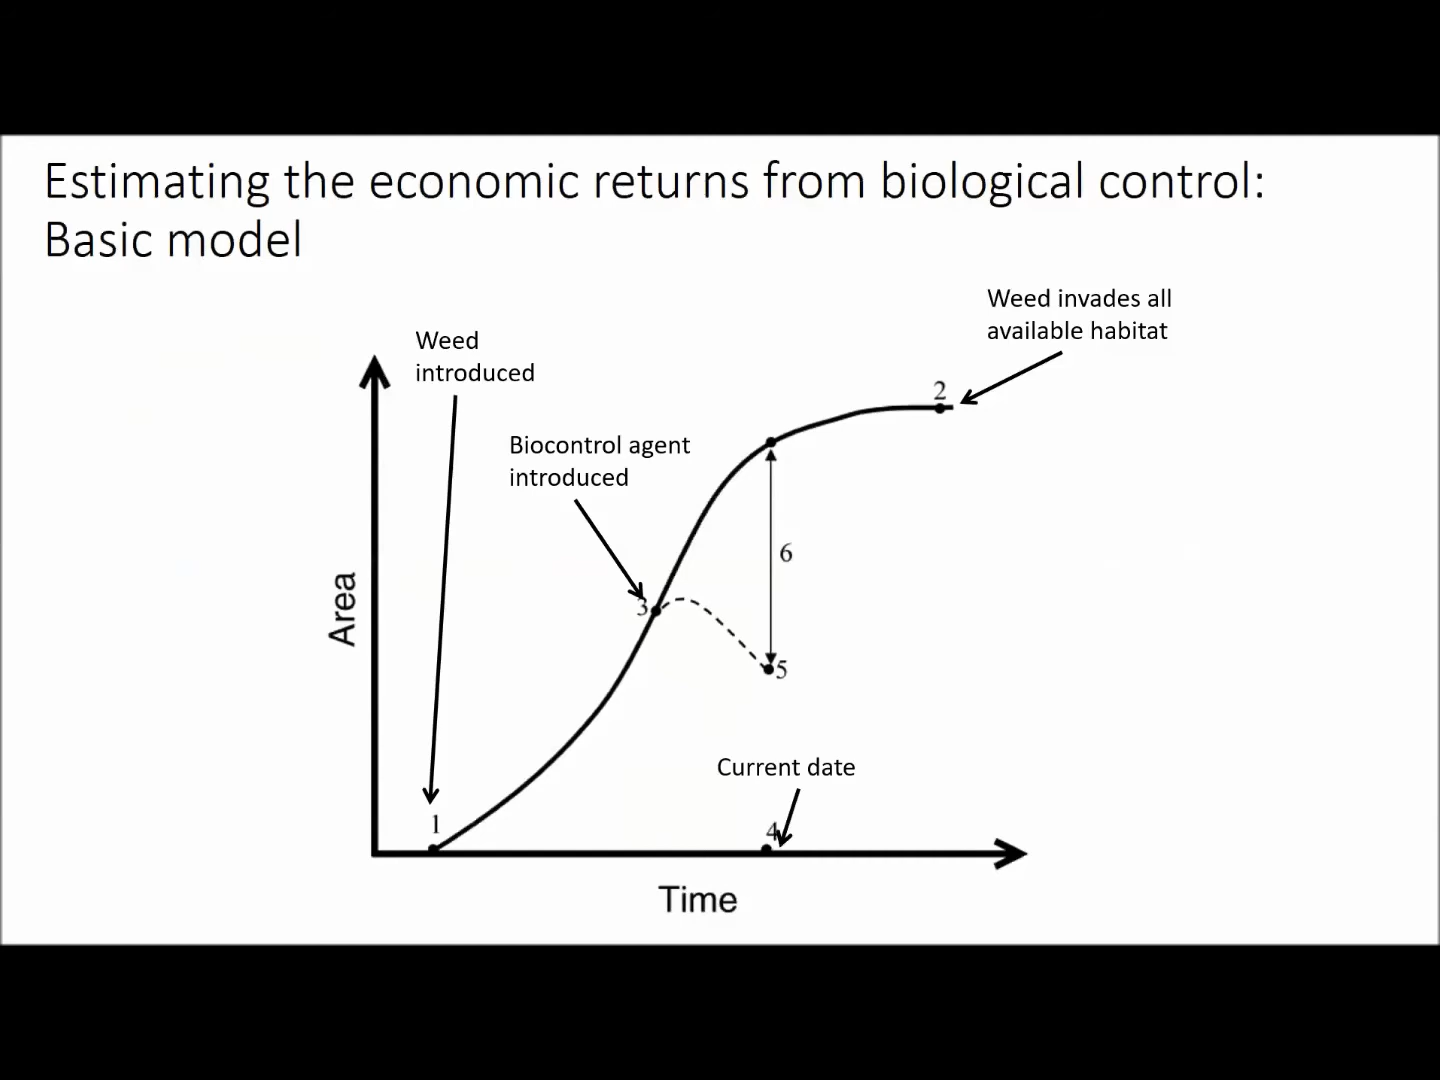 Estimating the economic returns from biological control:
Basic model
Weed invades all
available habitat
Weed
introduced
2
Biocontrol agent
introduced
6
3
5
Area
Current date
1
4
Time